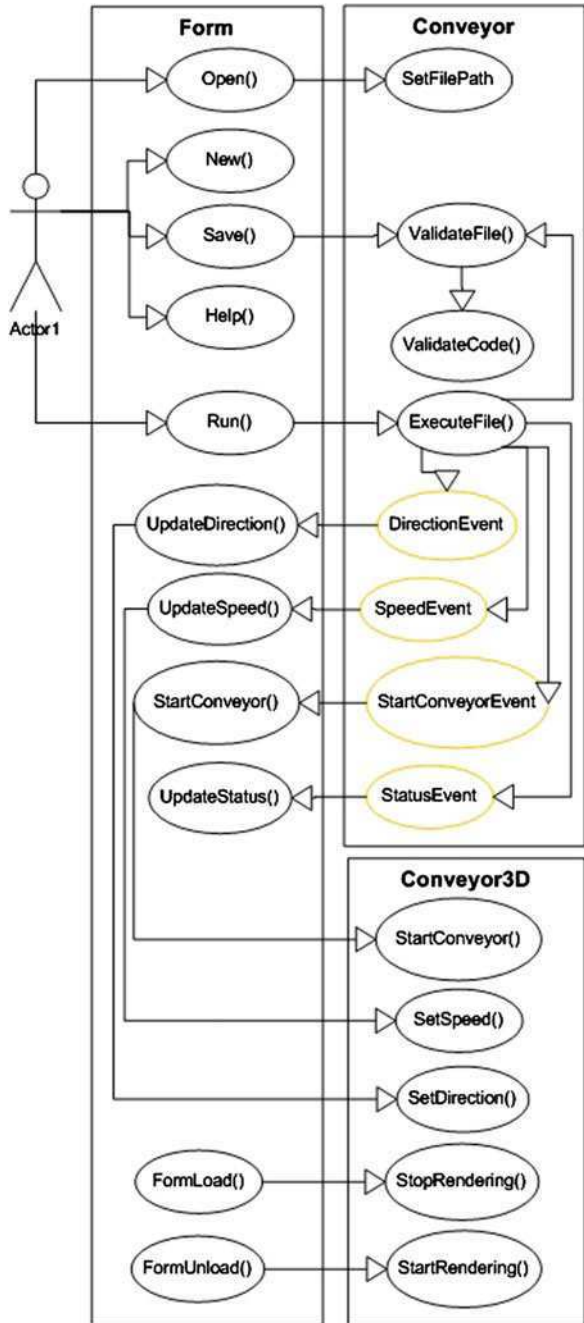 Form
Conveyor
Open()
SetFilePath
New()
Save()
ValidateFile()
Help()
Actor1
ValidateCode()
Run()
ExecuteFile()
UpdateDirection()
DirectionEvent
UpdateSpeed()
SpeedEvent
StartConveyor()
StartConveyorEvent
UpdateStatus()
StatusEvent
Conveyor3D
StartConveyor()
SetSpeed()
SetDirection()
FormLoad()
StopRendering()
FormUnload()
StartRendering()